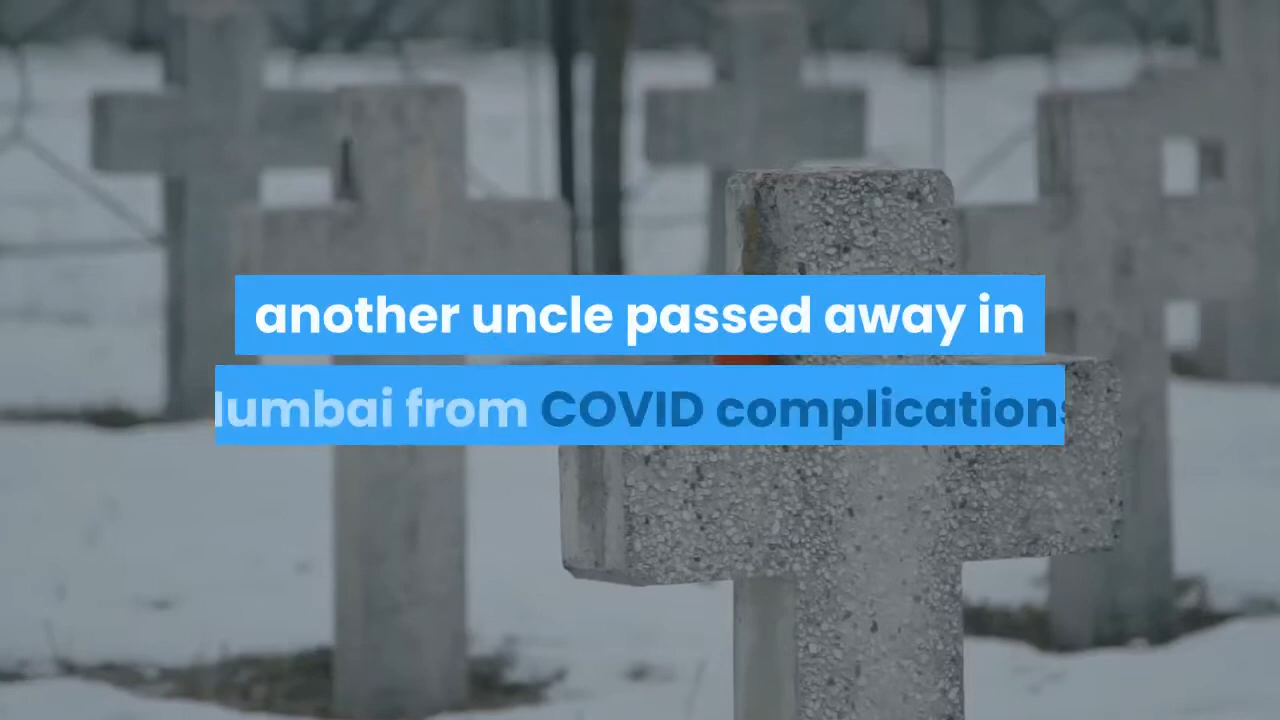 another uncle passed away in
umbai from COVID complications